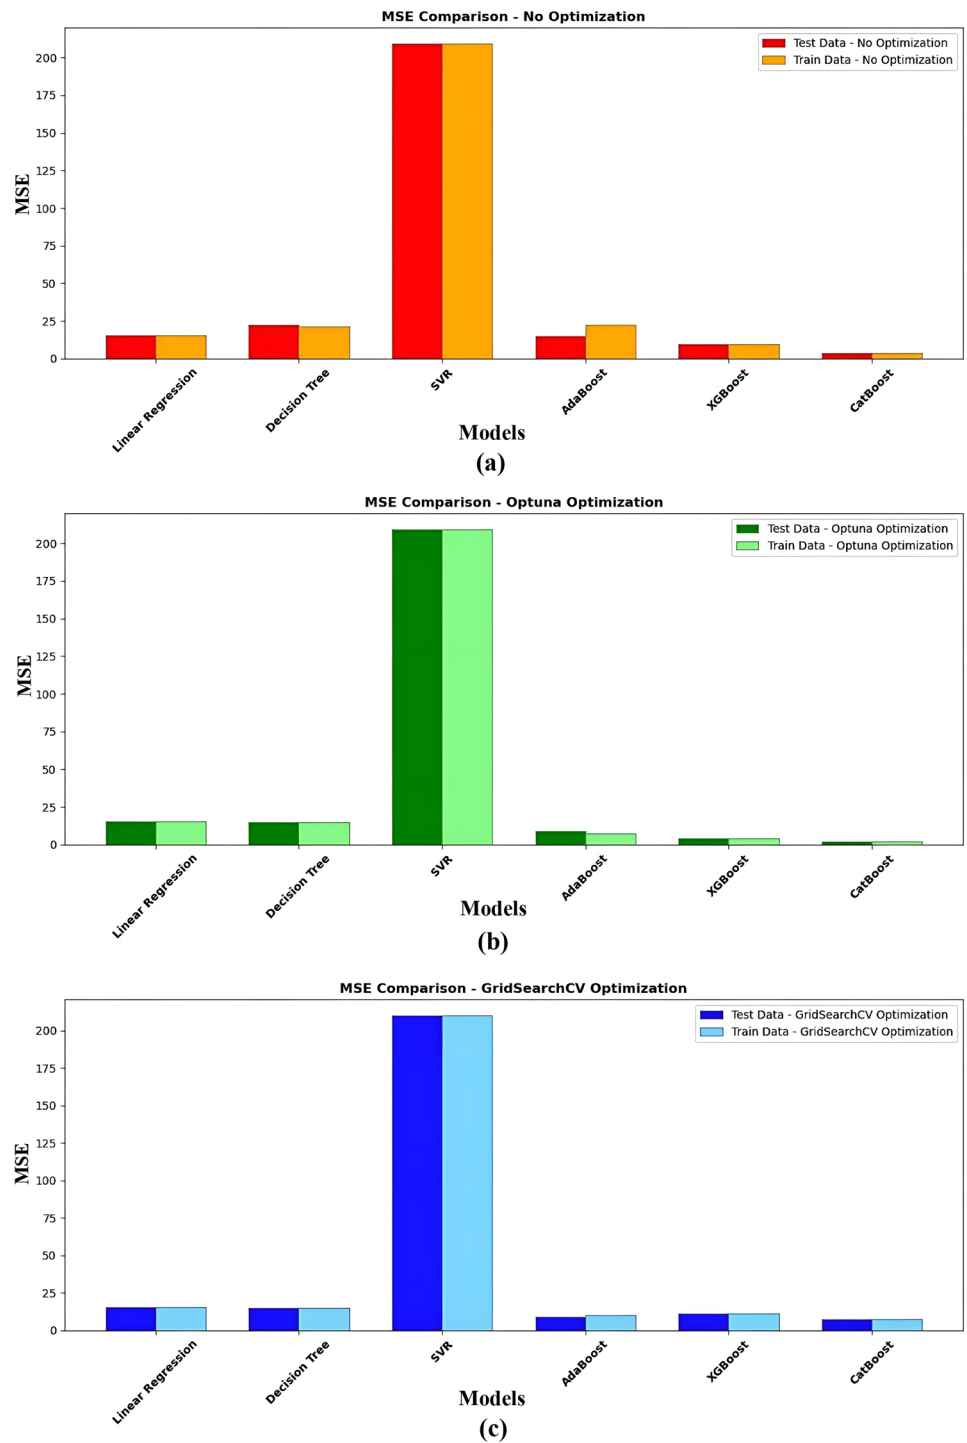 MSE Comparison - No Optimization
Test Data - No Optimization
Train Data - No Optimization
200
175
150
125
100
75
50
25
0
MSE
Linear Regression
Decision Tree
SVR
AdaBoost
XGBoost
CatBoost
Models
(a)
MSE Comparison - Optuna Optimization
Test Data - Optuna Optimization
Train Data - Optuna Optimization
200
175
150
125
100
75
50
25
0
MSE
Linear Regression
Decision Tree
SVR
AdaBoost
XGBoost
CatBoost
Models
(b)
MSE Comparison - GridSearchCV Optimization
Test Data - GridSearchCV Optimization
Train Data - GridSearchCV Optimization
200
175
150
125
100
75
50
25
0
MSE
Linear Regression
Decision Tree
SVR
AdaBoost
XGBoost
CatBoost
Models
(c)